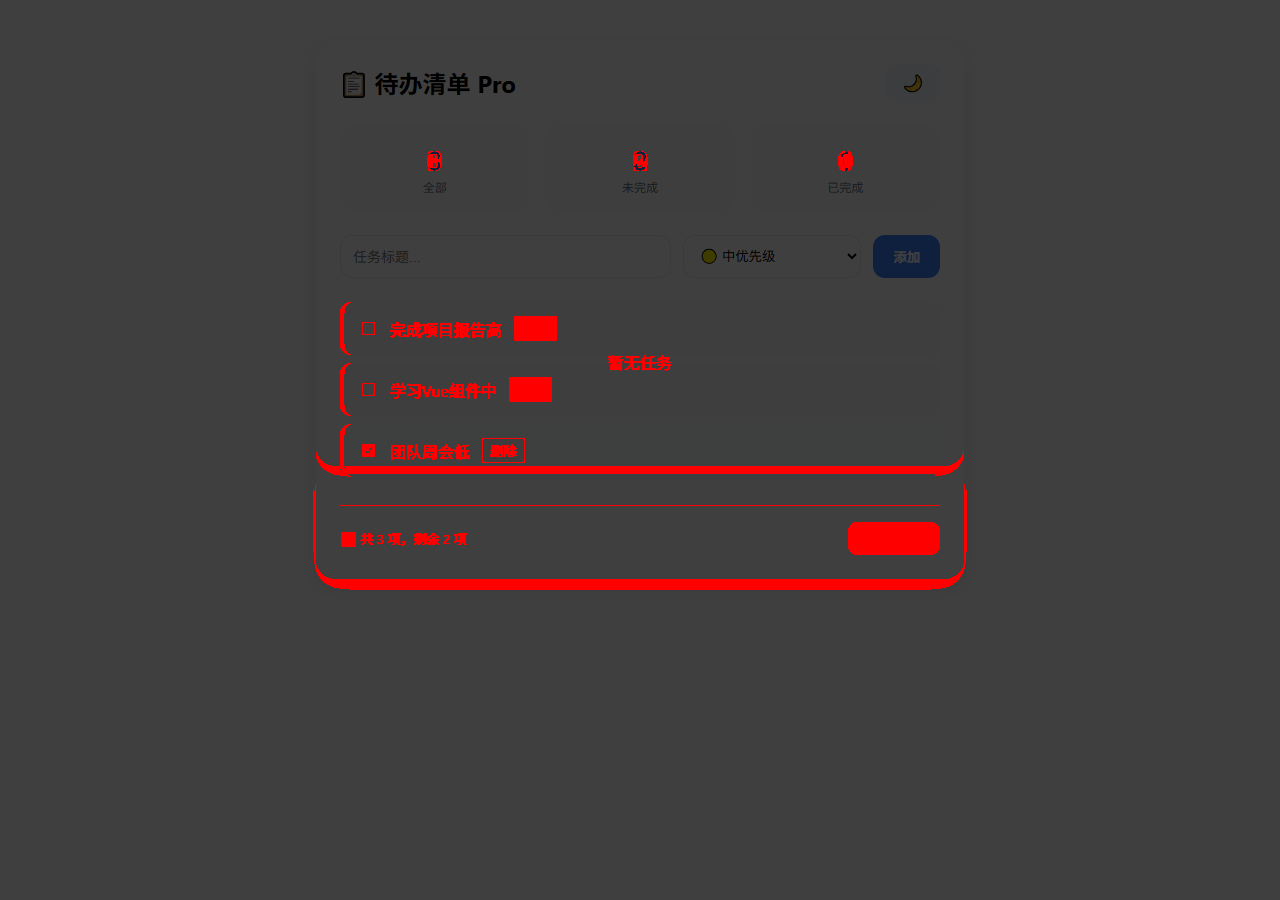 待办清单 Pro
全部
未完成
已完成
任务标题...
中优先级
添加
完成项目报告高
暂无任务
学习Vue组件中
团队周会低 删除
共 3 项，剩余 2 项